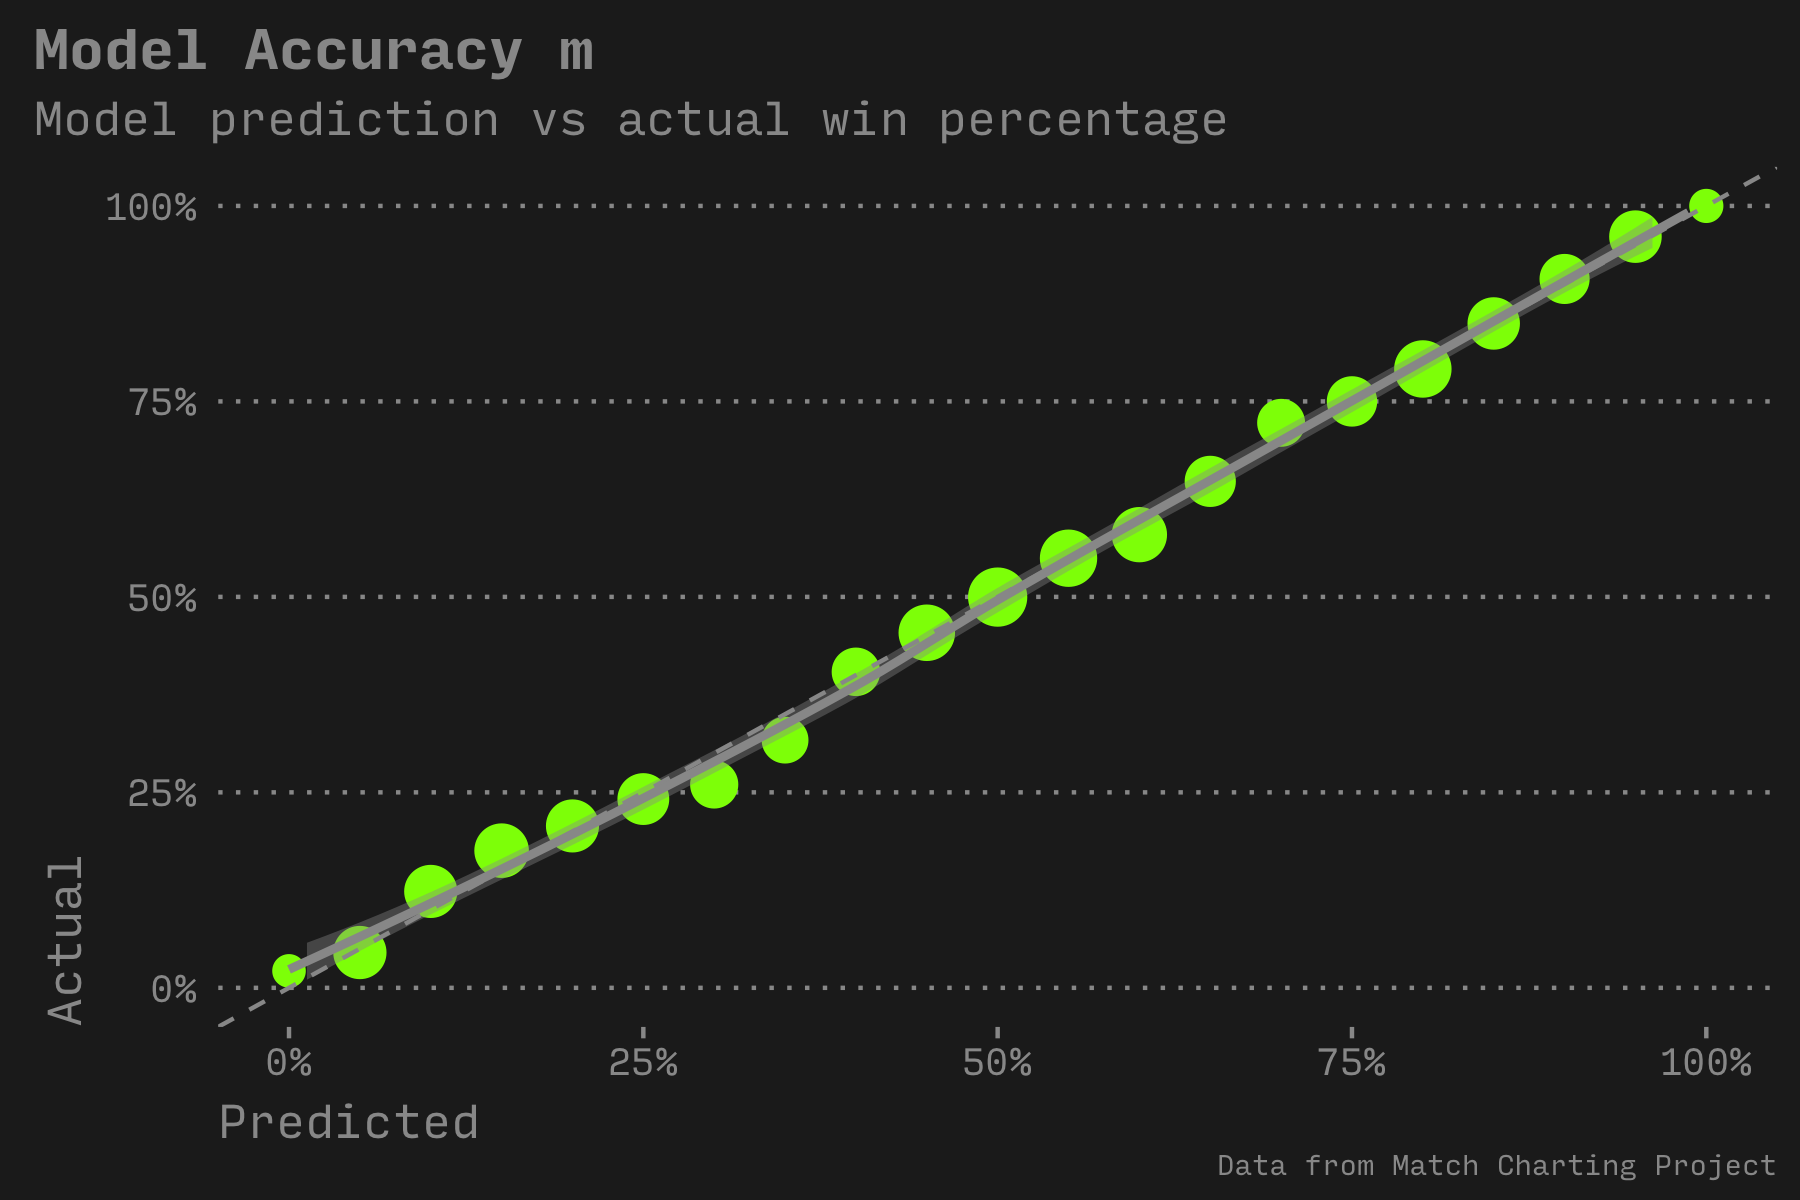 Model Accuracy m
Model prediction vs actual win percentage
100%
75%
50%
25%
0%
Actual
0% 25% 50% 75% 100%
Predicted
Data from Match Charting Project